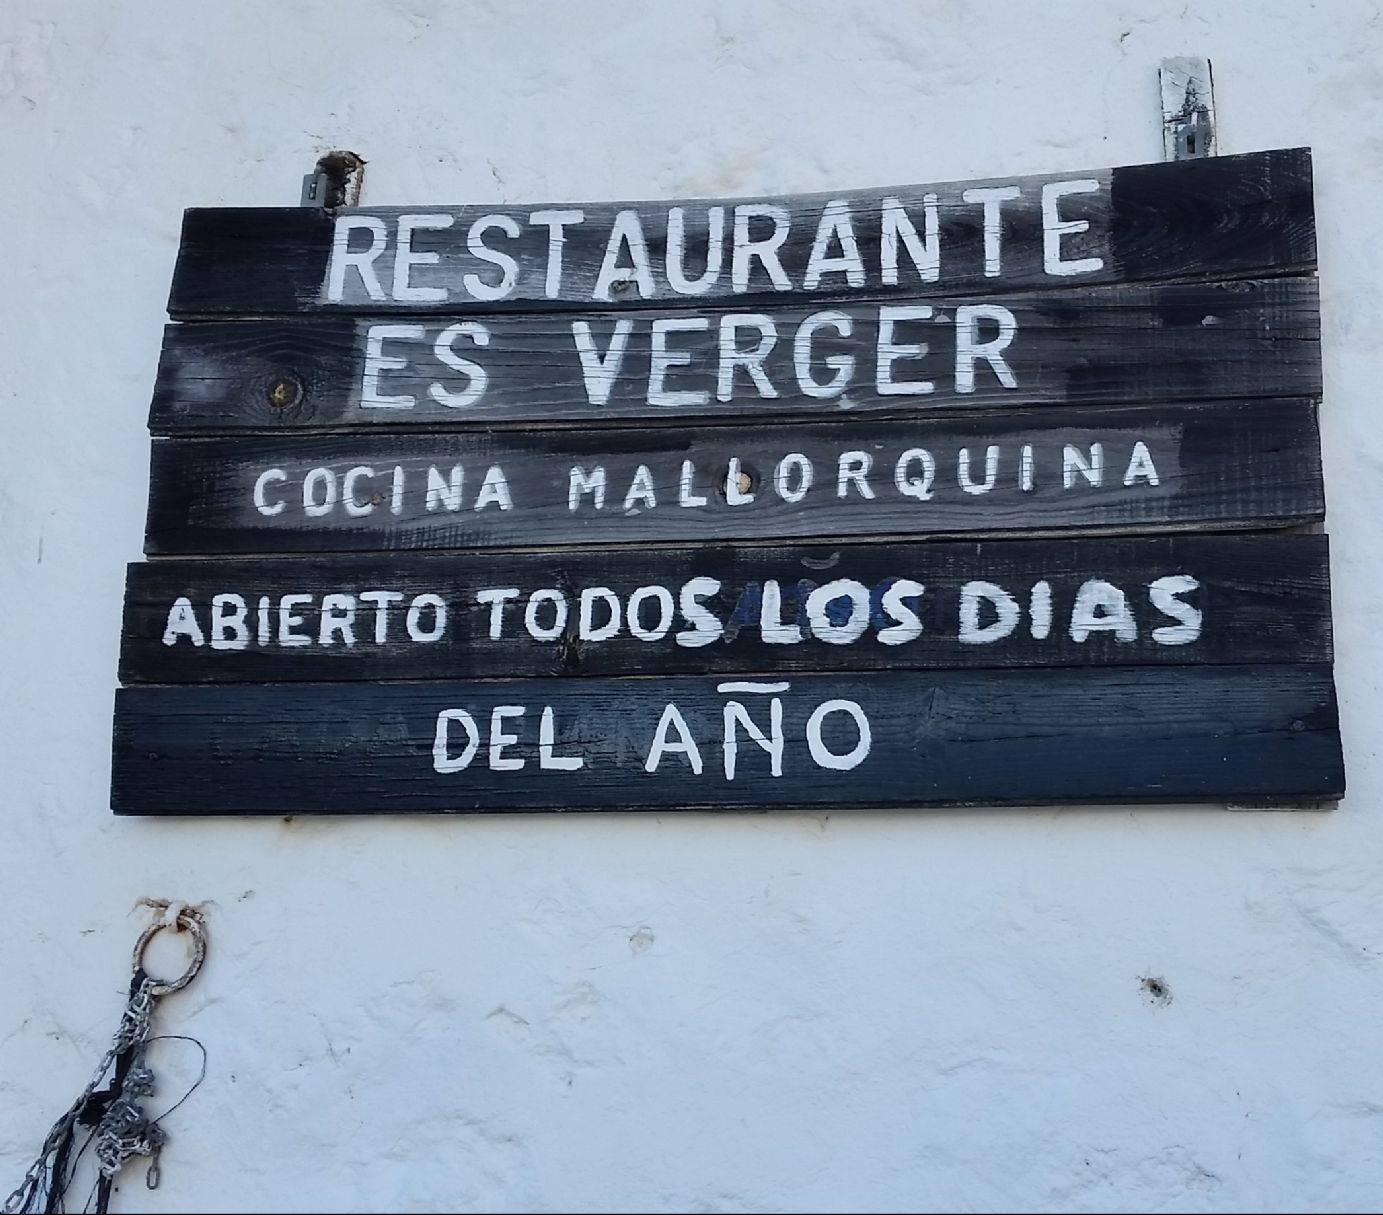 RESTAURANTE
ES VERGER
COCINA MALLORQUINA
ABIERTO TODOS LOS DIAS
DEL AÑO